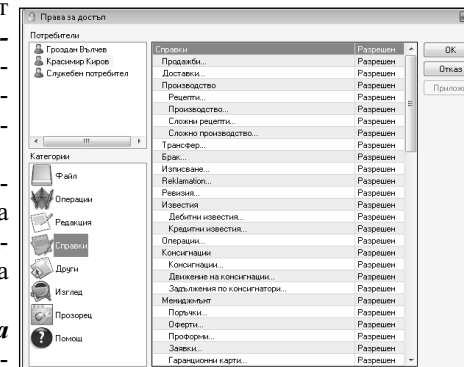 Права за достъп
Потребители
Гроздан Вълчев
Красимир Киров
Служебен потребител
Категории
Файл
Операции
Редакция
Справки
Други
Изглед
Прозорец
Помощ
Справки Разрешен
Продажби... Разрешен
Доставки... Разрешен
Производство Разрешен
Рецепти... Разрешен
Производство... Разрешен
Сложни рецепти... Разрешен
Сложно производство... Разрешен
Трансфер... Разрешен
Брак... Разрешен
Изписване... Разрешен
Reklamation... Разрешен
Ревизия... Разрешен
Известия Разрешен
Дебитни известия... Разрешен
Кредитни известия... Разрешен
Операции... Разрешен
Консигнации Разрешен
Консигнации... Разрешен
Движение на консигнации... Разрешен
Задължения по консигнатори... Разрешен
Мениджмънт Разрешен
Поръчки... Разрешен
Оферти... Разрешен
Проформи... Разрешен
Заявки... Разрешен
Гаранционни карти... Разрешен
OK
Отказ